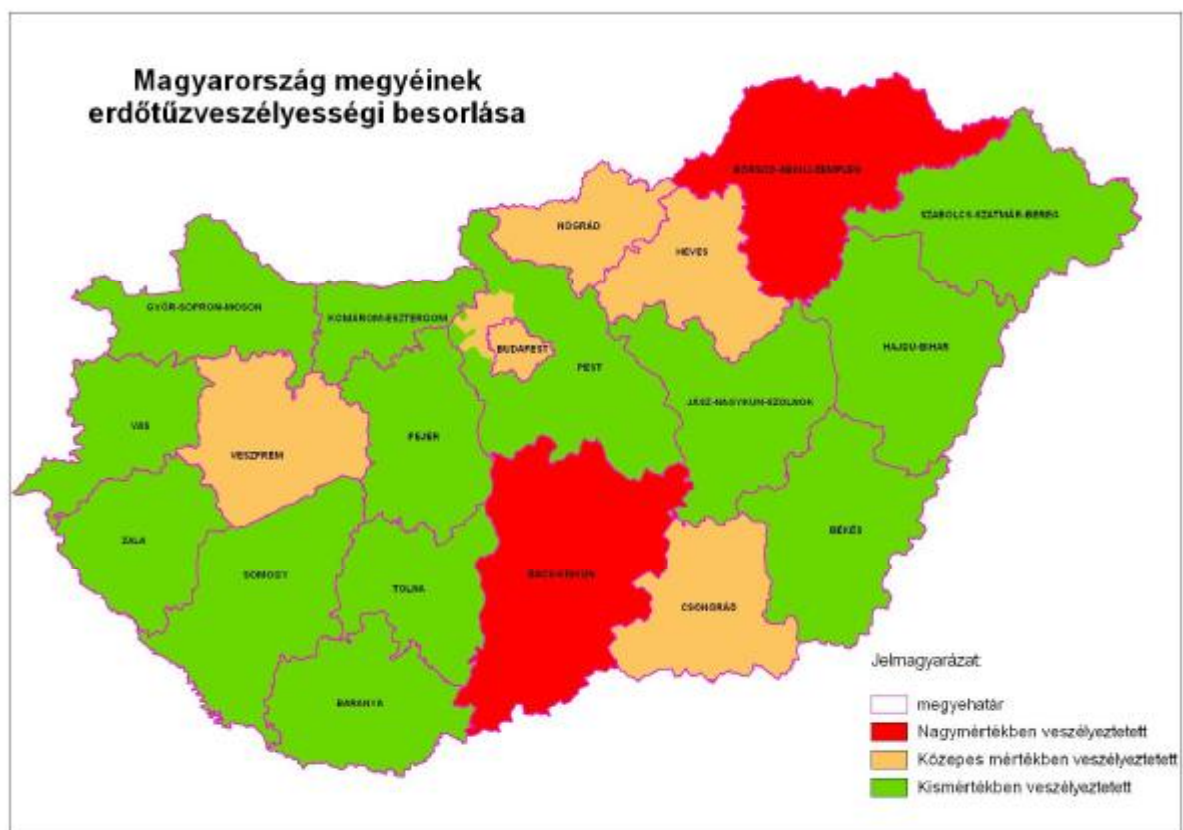 Magyarország megyéinek
erdőtűzveszélyességi besorlása
BORSOD-ABAÚJ-ZEMPLÉN
SZABOLCS-SZATMÁR-BEREG
NÓGRÁD
HEVES
GYŐR-SOPRON-MOSON
KOMÁROM-ESZTERGOM
BUDAPEST
HAJDÚ-BIHAR
PEST
JÁSZ-NAGYKUN-SZOLNOK
VAS
FEJÉR
VESZPRÉM
BÉKÉS
ZALA
SOMOGY
BÁCS-KISKUN
TOLNA
CSONGRÁD
BARANYA
Jelmagyarázat:
megyehatár
Nagymértékben veszélyeztetett
Közepes mértékben veszélyeztetett
Kismértékben veszélyeztetett